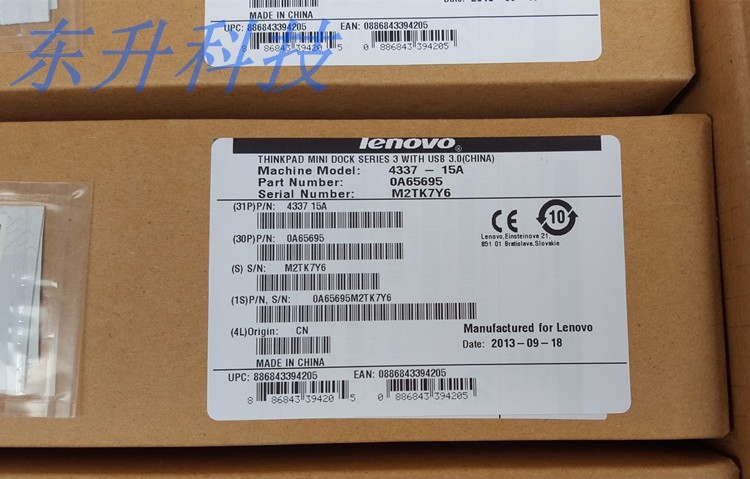 MADE IN CHINA
UPC: 886843394205 EAN: 0886843394205
8 86843 39420 5 0 886843 394205
东升科技
lenovo
THINKPAD MINI DOCK SERIES 3 WITH USB 3.0(CHINA)
Machine Model: 4337 - 15A
Part Number: 0A65695
Serial Number: M2TK7Y6
(31P)P/N: 4337 15A
(30P)P/N: 0A65695
10
Lenovo,Einsteinova 21,
851 01 Bratislava,Slovakia
(S) S/N: M2TK7Y6
(1S)P/N, S/N: 0A65695M2TK7Y6
(4L)Origin: CN
Manufactured for Lenovo
Date: 2013-09-18
MADE IN CHINA
UPC: 886843394205 EAN: 0886843394205
8 86843 39420 5 0 886843 394205